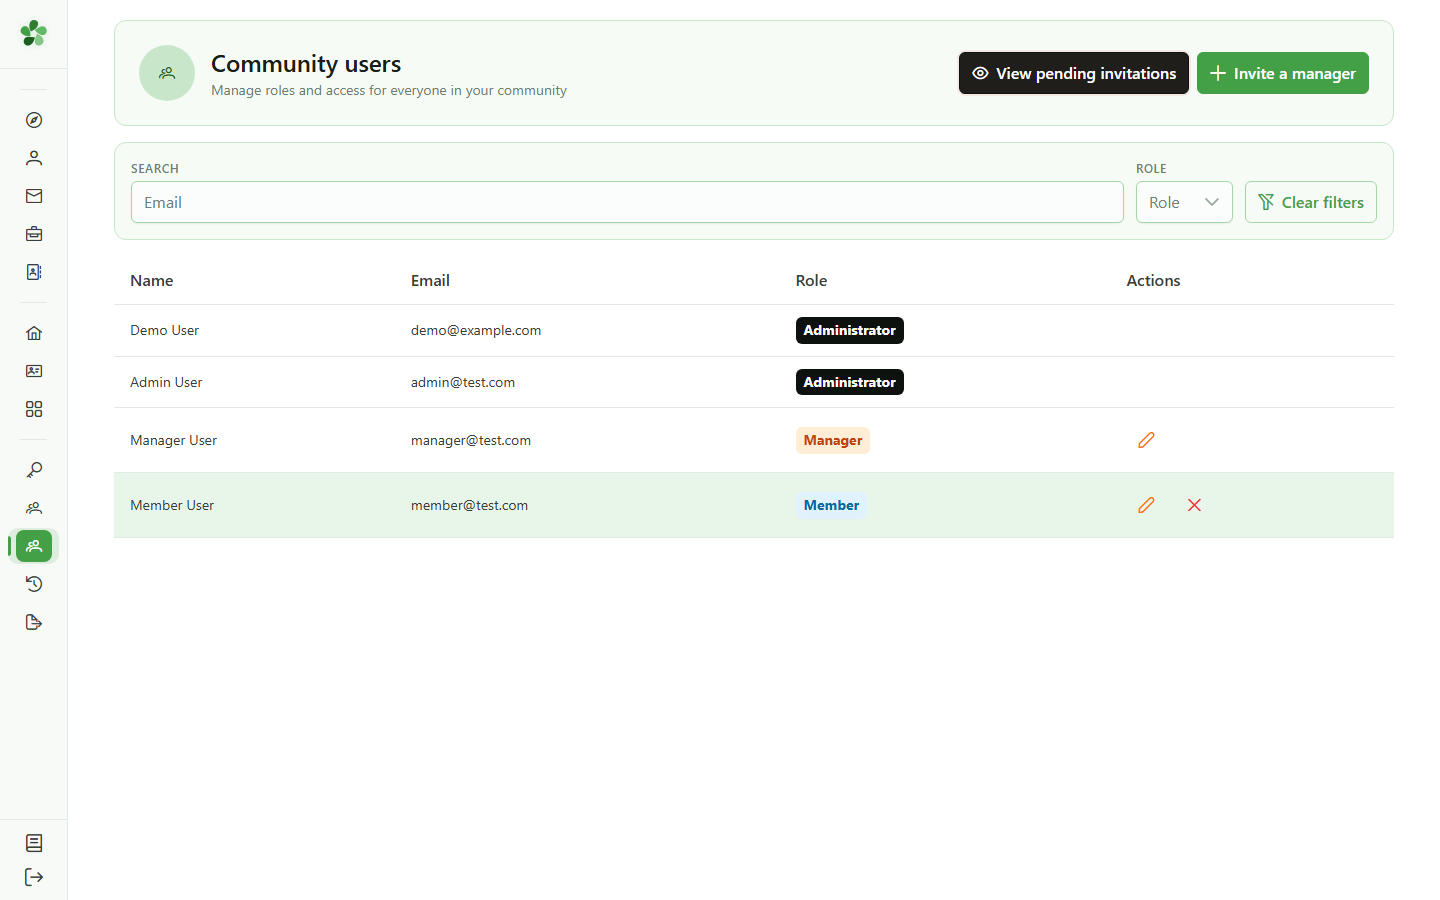 Community users
Manage roles and access for everyone in your community
View pending invitations
Invite a manager
SEARCH
Email
ROLE
Role
Clear filters
Name Email Role Actions
Demo User demo@example.com Administrator
Admin User admin@test.com Administrator
Manager User manager@test.com Manager
Member User member@test.com Member